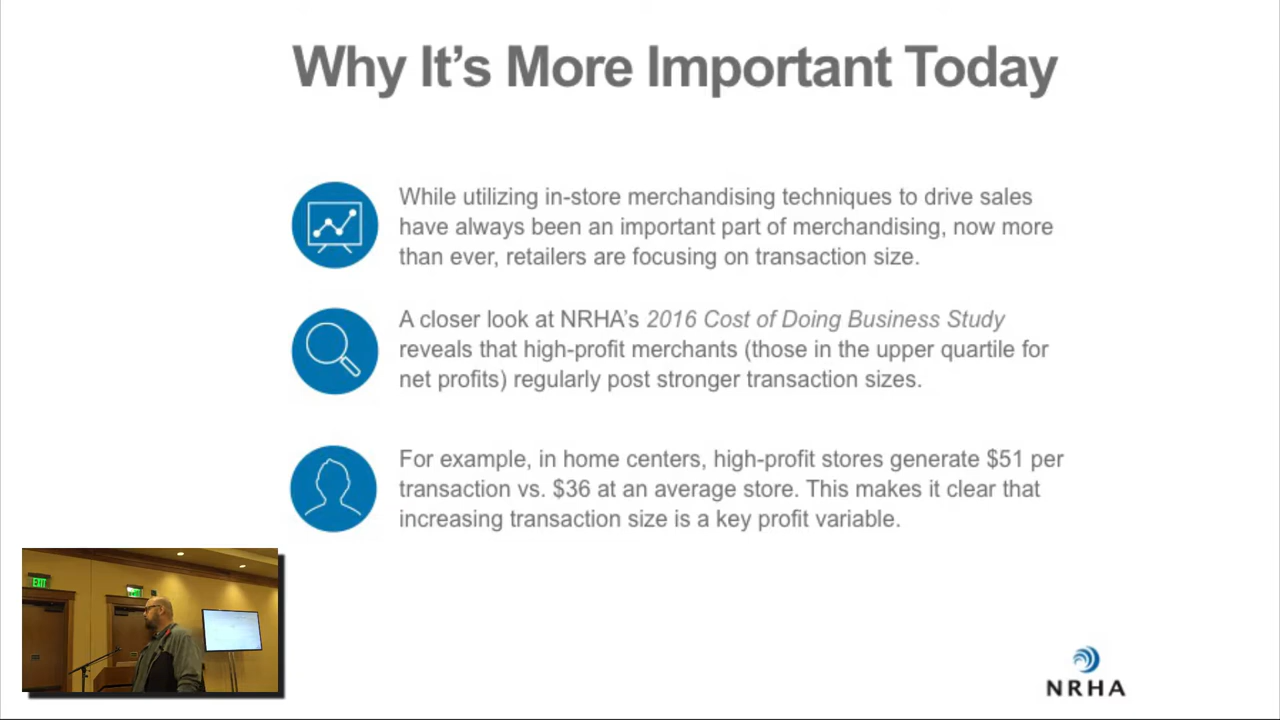 Why It's More Important Today
While utilizing in-store merchandising techniques to drive sales
have always been an important part of merchandising, now more
than ever, retailers are focusing on transaction size.
A closer look at NRHA's 2016 Cost of Doing Business Study
reveals that high-profit merchants (those in the upper quartile for
net profits) regularly post stronger transaction sizes.
For example, in home centers, high-profit stores generate $51 per
transaction vs. $36 at an average store. This makes it clear that
increasing transaction size is a key profit variable.
EXIT
NRHA